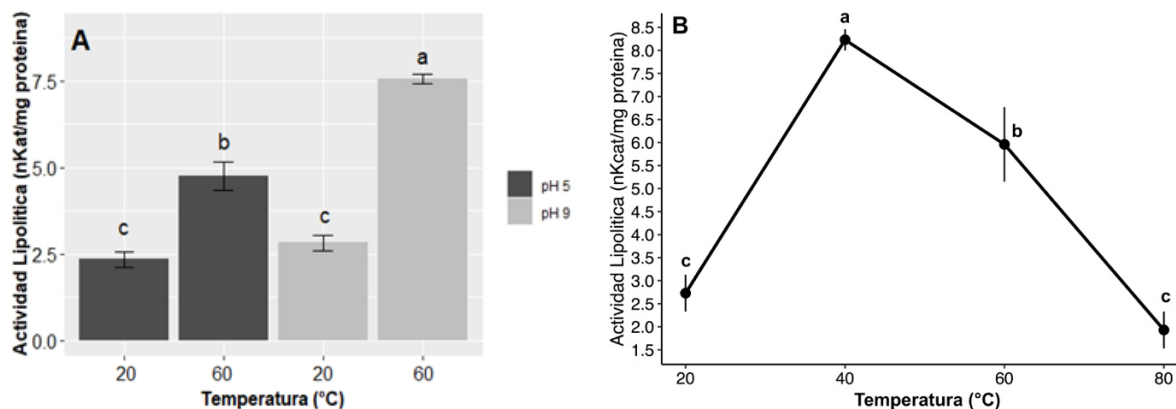 A
Actividad Lipolitica (nKat/mg proteina)
7.5
5.0
2.5
0.0
c
b
c
a
20
60
20
60
Temperatura (°C)
pH 5
pH 9
B
Actividad Lipolítica (nKcat/mg proteina)
8.5
8.0
7.5
7.0
6.5
6.0
5.5
5.0
4.5
4.0
3.5
3.0
2.5
2.0
1.5
c
a
b
c
20
40
60
80
Temperatura (°C)